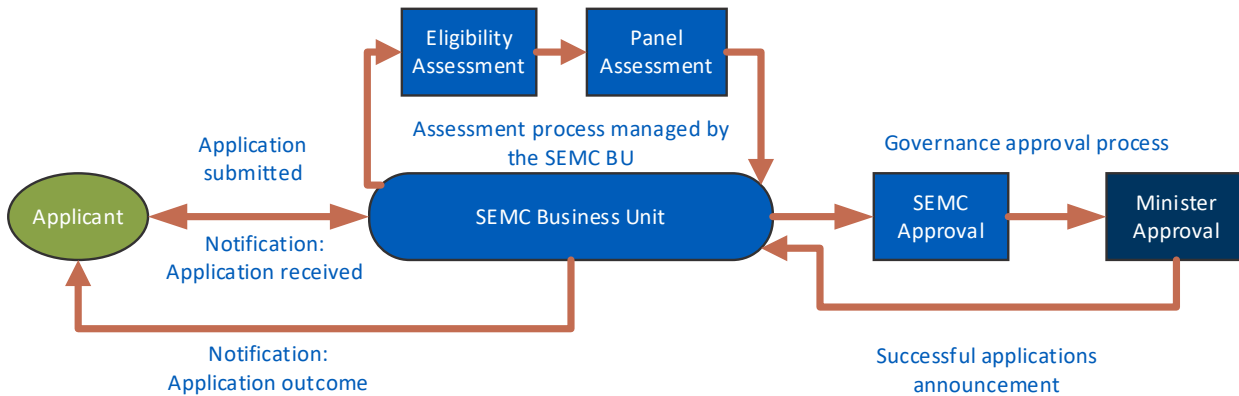 Eligibility
Assessment
Panel
Assessment
Assessment process managed by
the SEMC BU
Application
submitted
Governance approval process
Applicant
SEMC Business Unit
SEMC
Approval
Minister
Approval
Notification:
Application received
Notification:
Application outcome
Successful applications
announcement